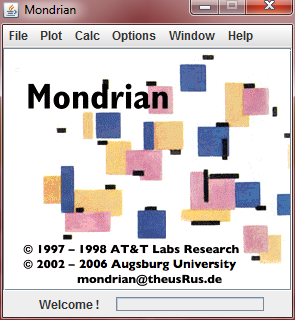 Mondrian
File Plot Calc Options Window Help
Mondrian
© 1997 – 1998 AT&T Labs Research
© 2002 – 2006 Augsburg University
mondrian@theusRus.de
Welcome !